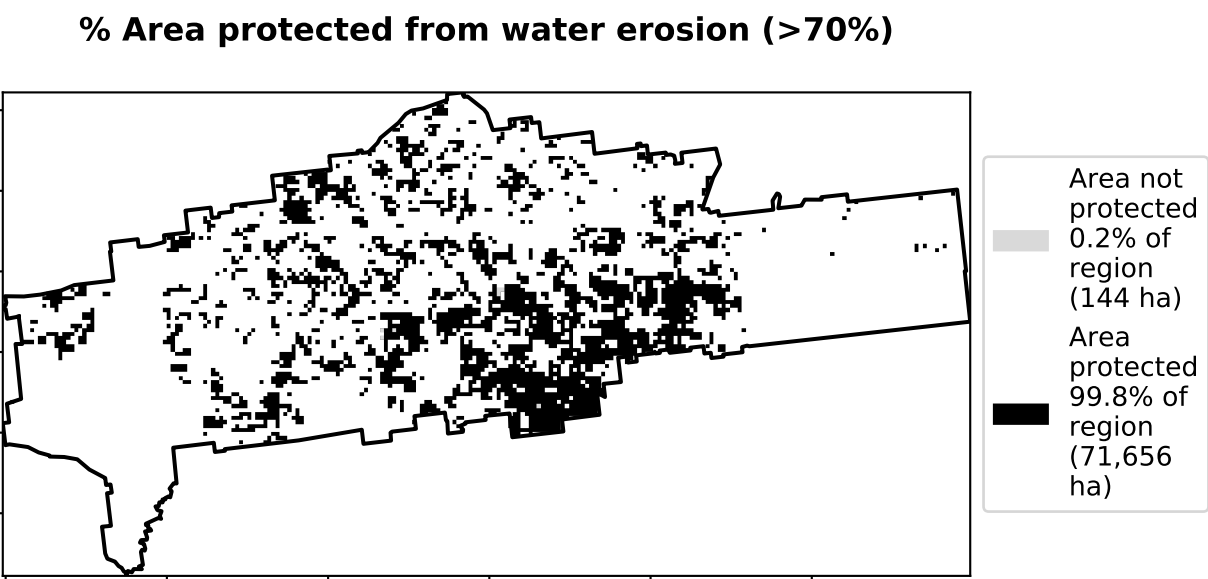 % Area protected from water erosion (>70%)
Area not
protected
0.2% of
region
(144 ha)
Area
protected
99.8% of
region
(71,656
ha)